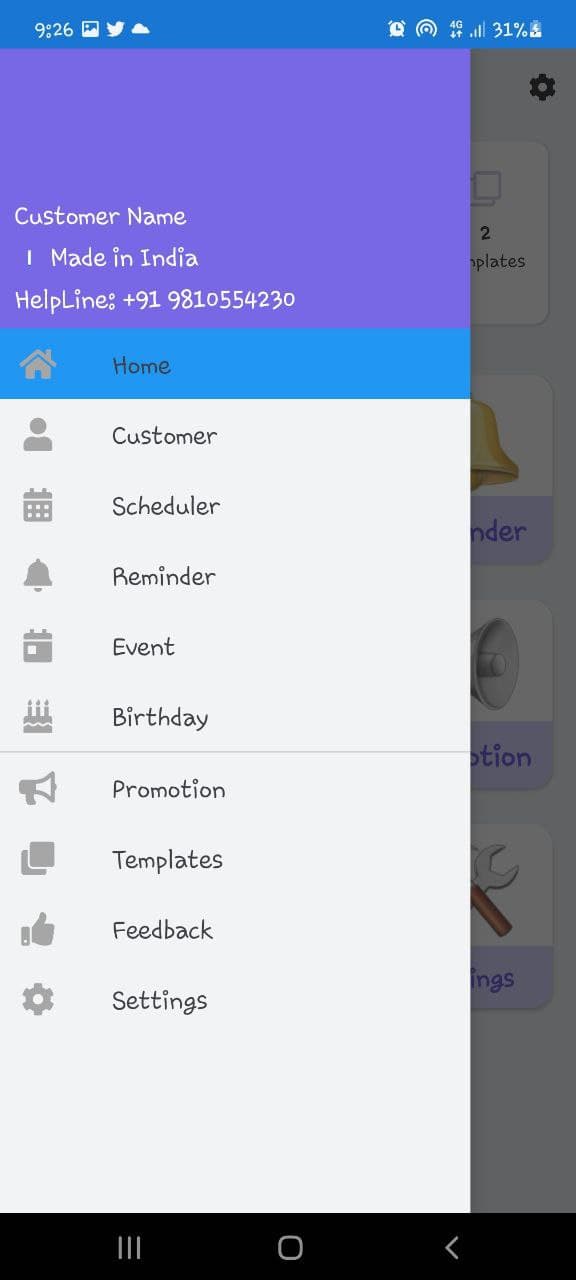 9:26
4G
31%
Customer Name
I Made in India
HelpLine: +91 9810554230
2
nplates
Home
Customer
Scheduler
nder
Reminder
Event
Birthday
otion
Promotion
Templates
Feedback
ings
Settings